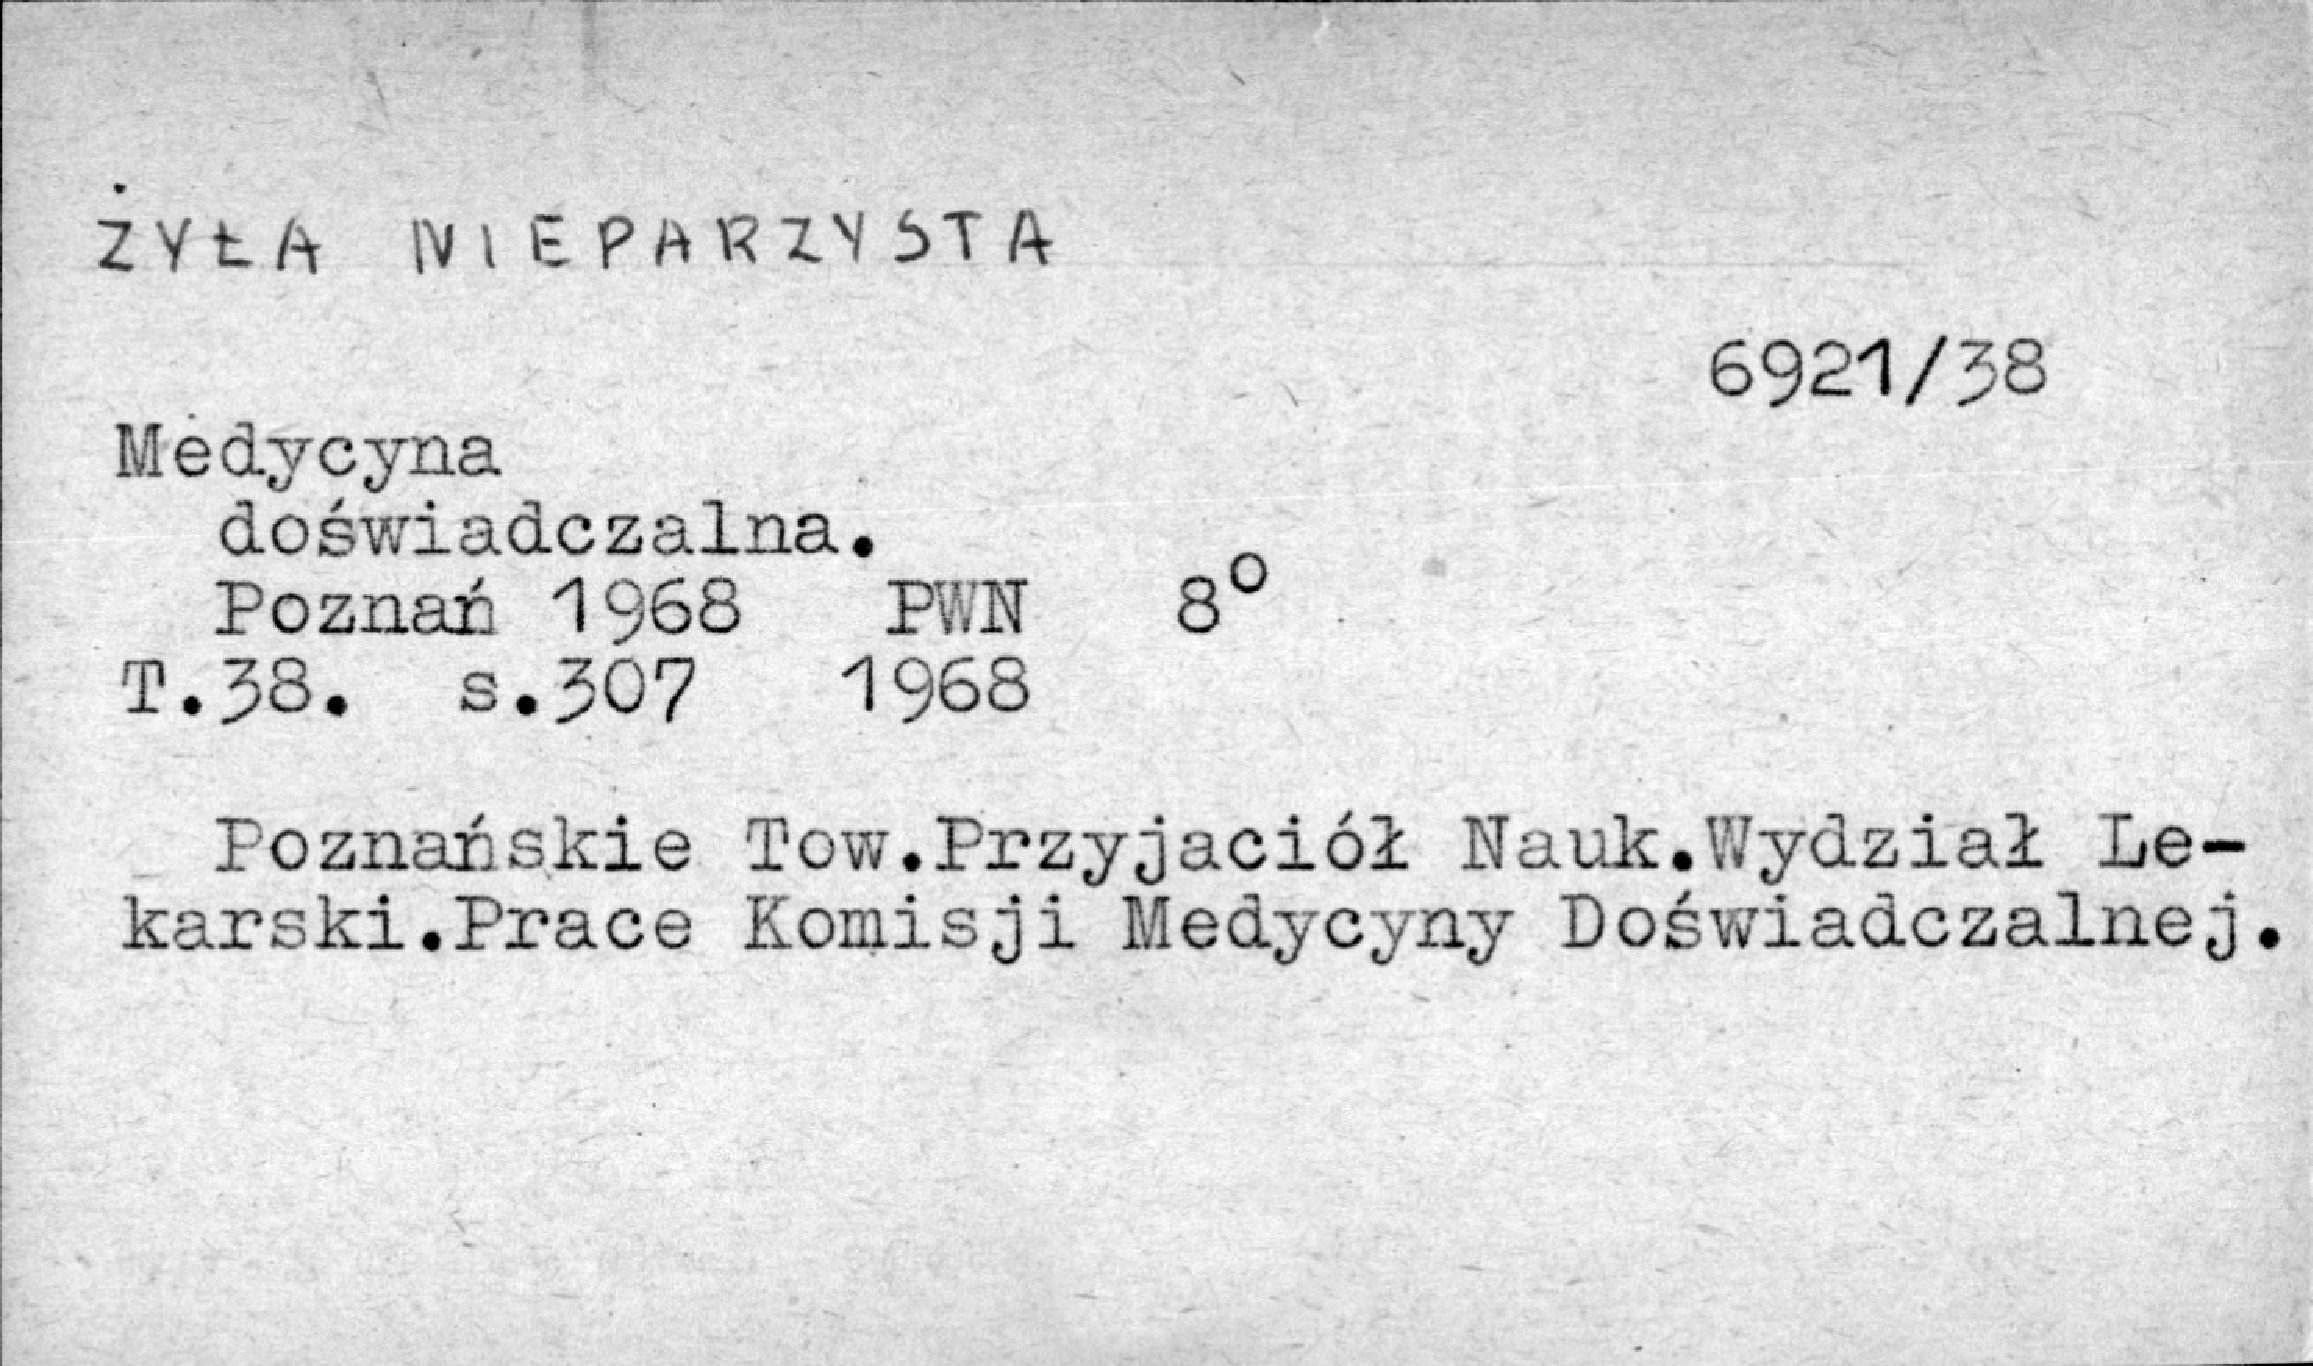 ŻYŁA NIEPARZYSTA
6921/38
Medycyna
doświadczalna.
Poznań 1968 PWN 8°
T.38. s.307 1968
Poznańskie Tow.Przyjaciół Nauk.Wydział Le-
karski.Prace Komisji Medycyny Doświadczalnej.